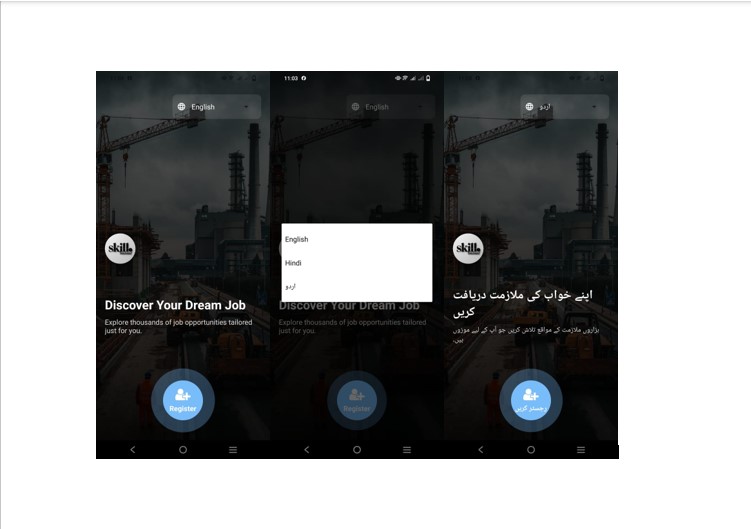 English
skill
Discover Your Dream Job
Explore thousands of job opportunities tailored
just for you.
Register
11:03
English
English
Hindi
اردو
Discover Your Dream Job
Explore thousands of job opportunities tailored
just for you.
Register
اردو
skill
اپنے خواب کی ملازمت دریافت
کریں
ہزاروں ملازمت کے مواقع تلاش کریں جو آپ کے لیے موزوں
ہیں۔
رجسٹر کریں